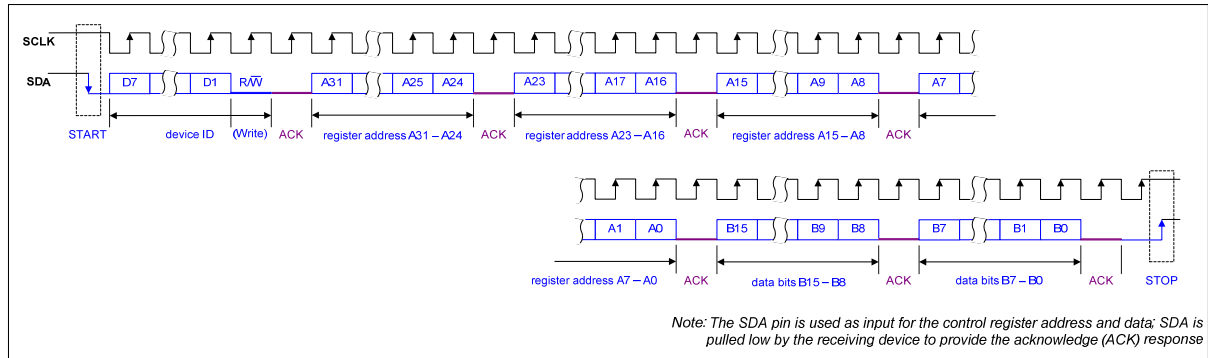 SCLK
SDA D7 D1 R/W̅ A31 A25 A24 A23 A17 A16 A15 A9 A8 A7
START device ID (Write) ACK register address A31 – A24 ACK register address A23 – A16 ACK register address A15 – A8 ACK
A1 A0 B15 B9 B8 B7 B1 B0
register address A7 – A0 ACK data bits B15 – B8 ACK data bits B7 – B0 ACK STOP
Note: The SDA pin is used as input for the control register address and data; SDA is
pulled low by the receiving device to provide the acknowledge (ACK) response